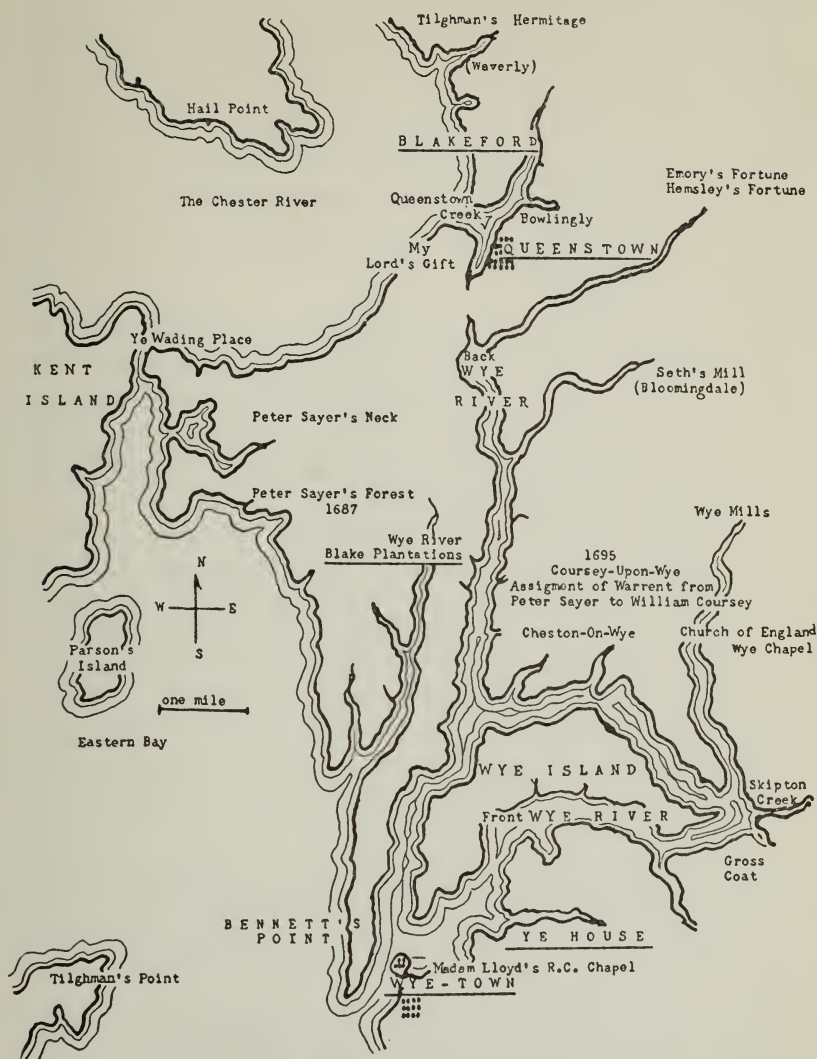 Tilghman's Hermitage
(Waverly)
Hail Point
BLAKEFORD
Emory's Fortune
Hemsley's Fortune
The Chester River
Queenstown
Creek
Bowlingly
My
Lord's Gift
QUEENSTOWN
Ye Wading Place
KENT
ISLAND
Back
WYE
RIVER
Seth's Mill
(Bloomingdale)
Peter Sayer's Neck
Peter Sayer's Forest
1687
Wye River
Blake Plantations
Wye Mills
1695
Coursey-Upon-Wye
Assigment of Warrent from
Peter Sayer to William Coursey
N
W E
S
Cheston-On-Wye
Church of England
Wye Chapel
Parson's
Island
one mile
Eastern Bay
WYE ISLAND
Skipton
Creek
Front WYE RIVER
Gross
Coat
BENNETT'S
POINT
YE HOUSE
Madam Lloyd's R.C. Chapel
WYE-TOWN
Tilghman's Point